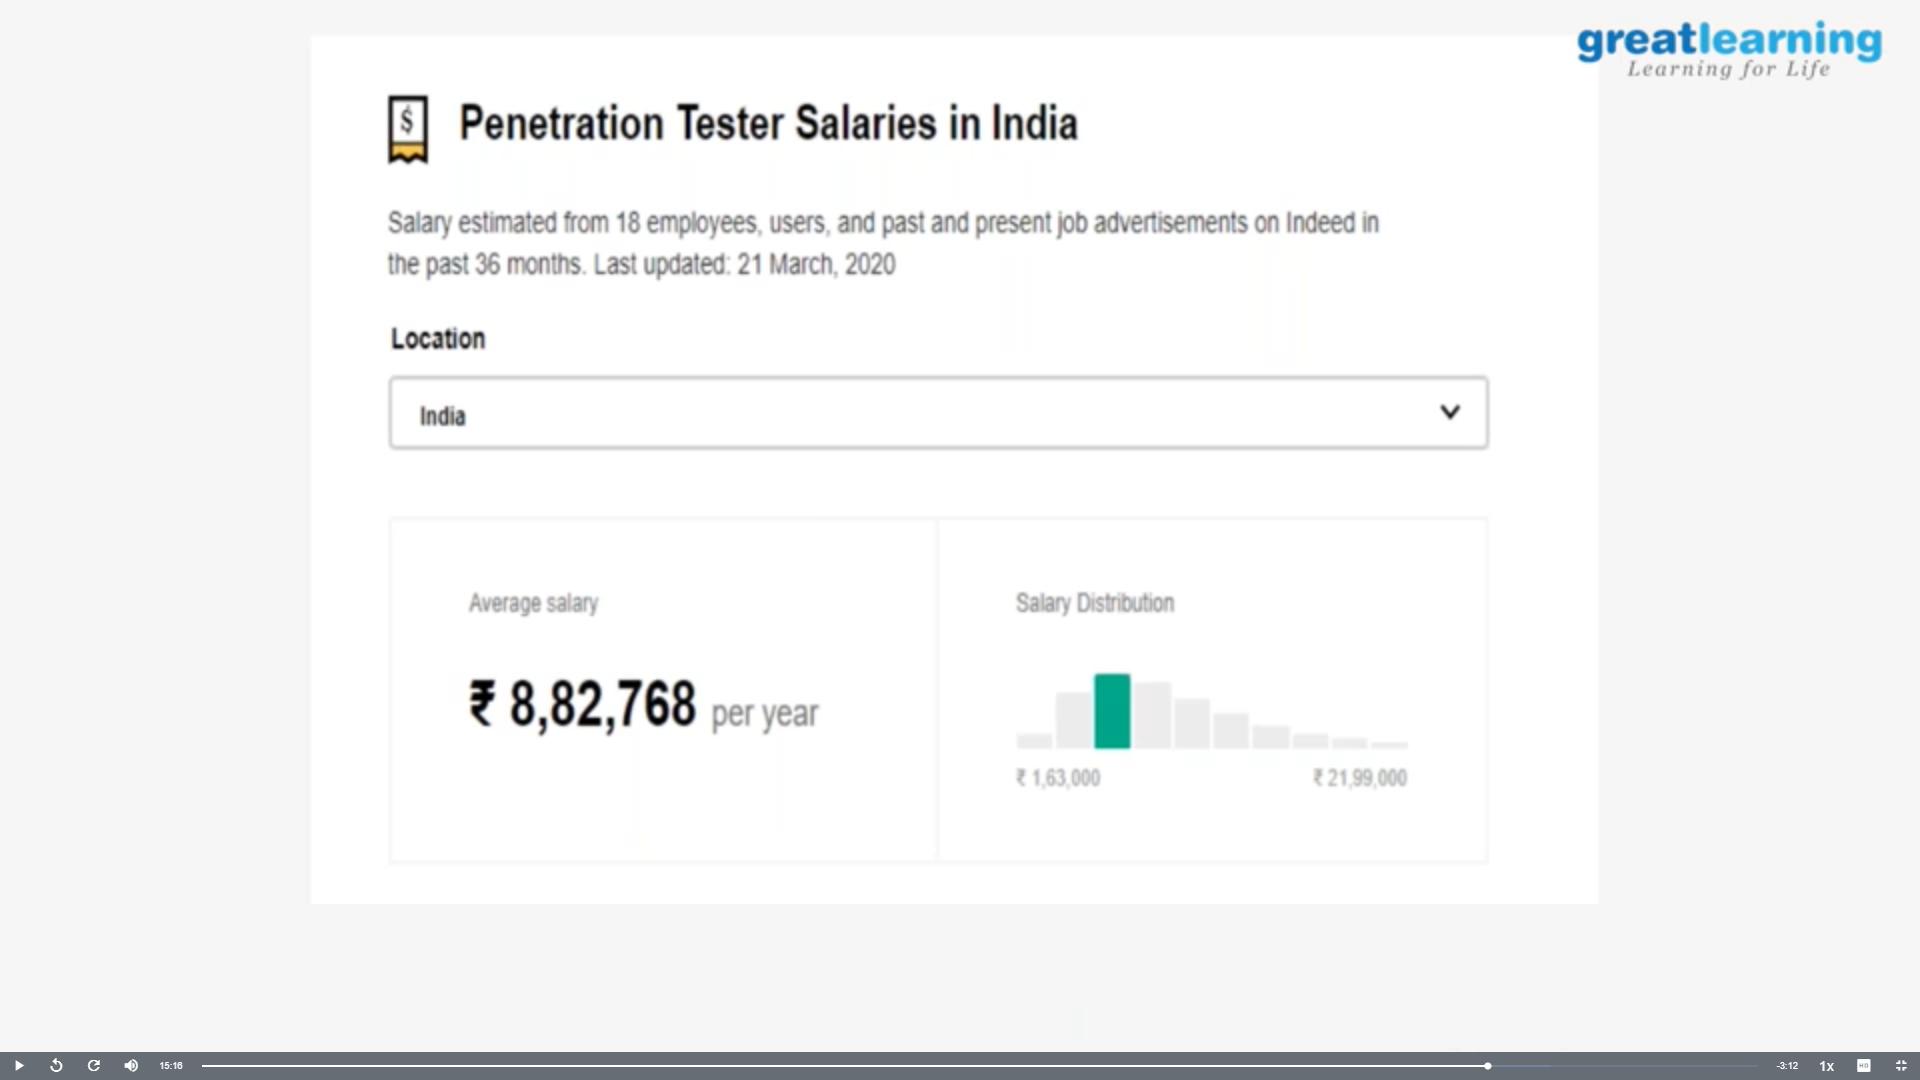 greatlearning
Learning for Life
$
Penetration Tester Salaries in India
Salary estimated from 18 employees, users, and past and present job advertisements on Indeed in
the past 36 months. Last updated: 21 March, 2020
Location
India
Average salary
₹ 8,82,768 per year
Salary Distribution
₹ 1,63,000
₹ 21,99,000
15:16
-3:12
1x
HD